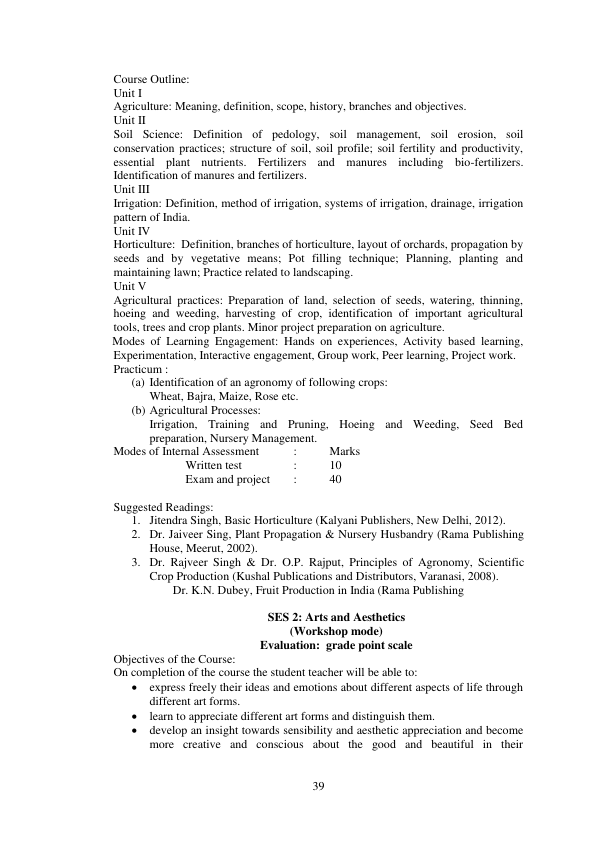 Course Outline:
Unit I
Agriculture: Meaning, definition, scope, history, branches and objectives.
Unit II
Soil Science: Definition of pedology, soil management, soil erosion, soil
conservation practices; structure of soil, soil profile; soil fertility and productivity,
essential plant nutrients. Fertilizers and manures including bio-fertilizers.
Identification of manures and fertilizers.
Unit III
Irrigation: Definition, method of irrigation, systems of irrigation, drainage, irrigation
pattern of India.
Unit IV
Horticulture: Definition, branches of horticulture, layout of orchards, propagation by
seeds and by vegetative means; Pot filling technique; Planning, planting and
maintaining lawn; Practice related to landscaping.
Unit V
Agricultural practices: Preparation of land, selection of seeds, watering, thinning,
hoeing and weeding, harvesting of crop, identification of important agricultural
tools, trees and crop plants. Minor project preparation on agriculture.
Modes of Learning Engagement: Hands on experiences, Activity based learning,
Experimentation, Interactive engagement, Group work, Peer learning, Project work.
Practicum :
(a) Identification of an agronomy of following crops:
Wheat, Bajra, Maize, Rose etc.
(b) Agricultural Processes:
Irrigation, Training and Pruning, Hoeing and Weeding, Seed Bed
preparation, Nursery Management.
Modes of Internal Assessment : Marks
Written test : 10
Exam and project : 40
Suggested Readings:
1. Jitendra Singh, Basic Horticulture (Kalyani Publishers, New Delhi, 2012).
2. Dr. Jaiveer Sing, Plant Propagation & Nursery Husbandry (Rama Publishing
House, Meerut, 2002).
3. Dr. Rajveer Singh & Dr. O.P. Rajput, Principles of Agronomy, Scientific
Crop Production (Kushal Publications and Distributors, Varanasi, 2008).
Dr. K.N. Dubey, Fruit Production in India (Rama Publishing
SES 2: Arts and Aesthetics
(Workshop mode)
Evaluation: grade point scale
Objectives of the Course:
On completion of the course the student teacher will be able to:
• express freely their ideas and emotions about different aspects of life through
different art forms.
• learn to appreciate different art forms and distinguish them.
• develop an insight towards sensibility and aesthetic appreciation and become
more creative and conscious about the good and beautiful in their
39